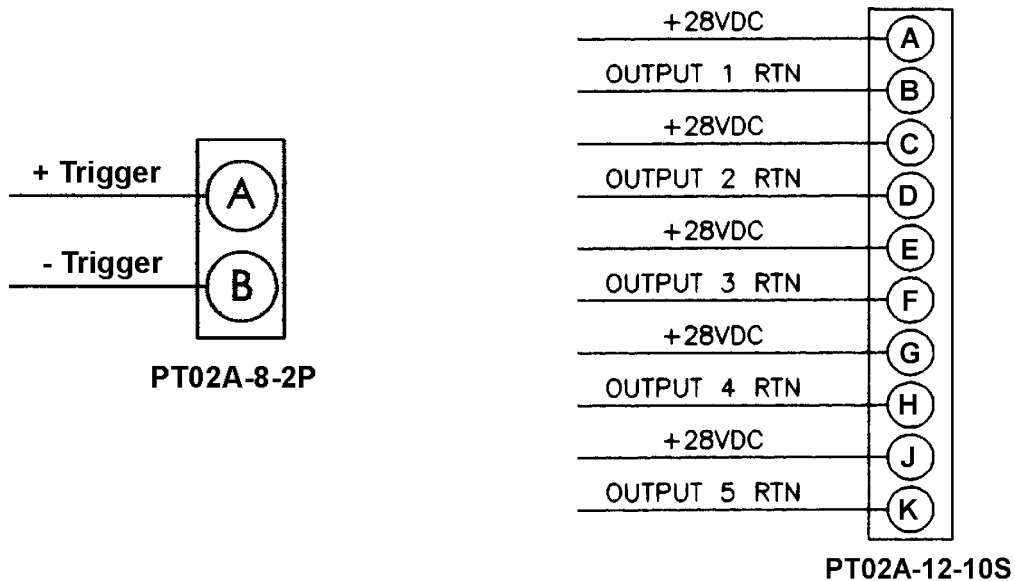 + Trigger
A
- Trigger
B
PT02A-8-2P
+28VDC
A
OUTPUT 1 RTN
B
+28VDC
C
OUTPUT 2 RTN
D
+28VDC
E
OUTPUT 3 RTN
F
+28VDC
G
OUTPUT 4 RTN
H
+28VDC
J
OUTPUT 5 RTN
K
PT02A-12-10S